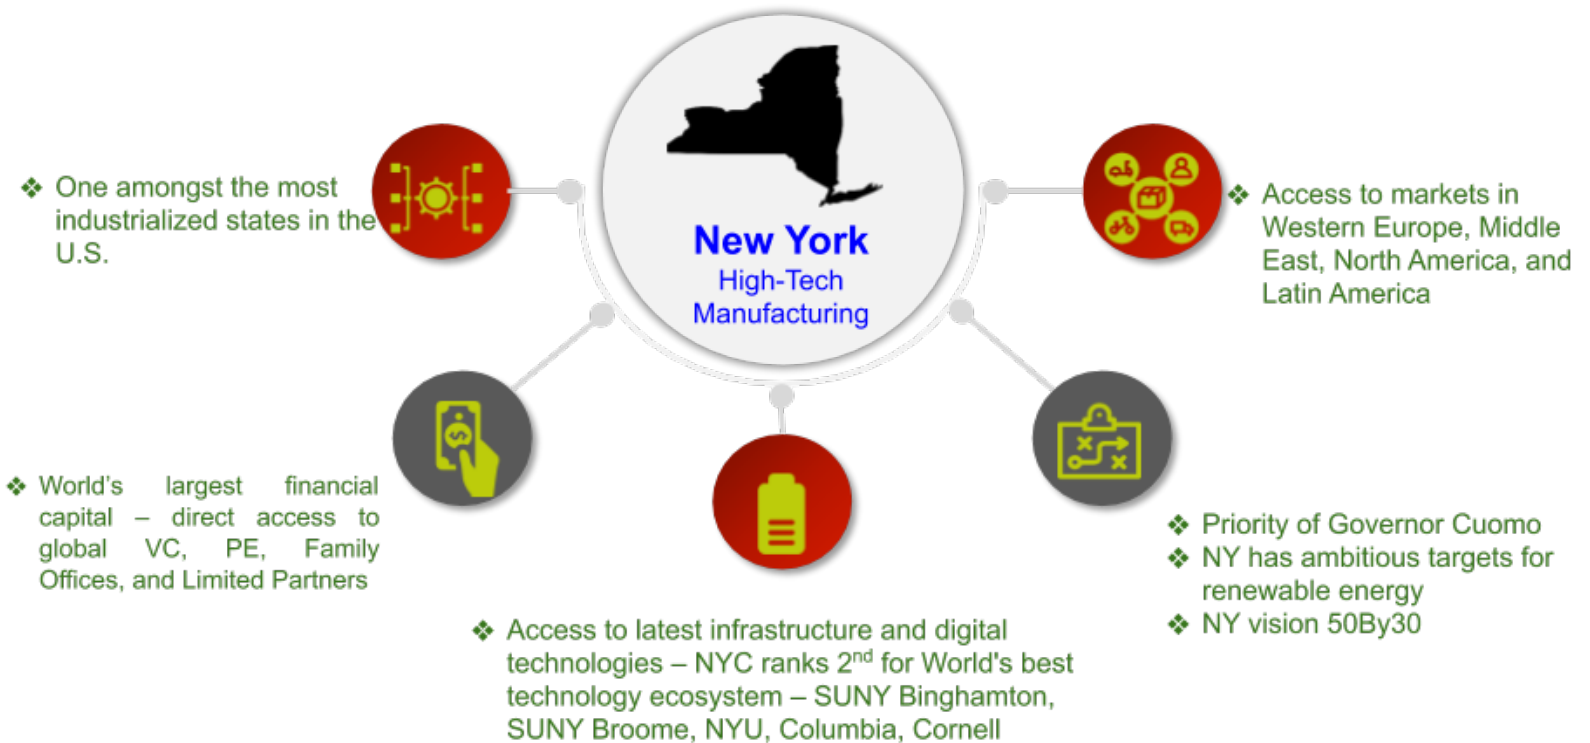 New York
High-Tech
Manufacturing
❖ One amongst the most
industrialized states in the
U.S.
❖ Access to markets in
Western Europe, Middle
East, North America, and
Latin America
❖ World's largest financial
capital – direct access to
global VC, PE, Family
Offices, and Limited Partners
❖ Priority of Governor Cuomo
❖ NY has ambitious targets for
renewable energy
❖ NY vision 50By30
❖ Access to latest infrastructure and digital
technologies – NYC ranks 2nd for World's best
technology ecosystem – SUNY Binghamton,
SUNY Broome, NYU, Columbia, Cornell